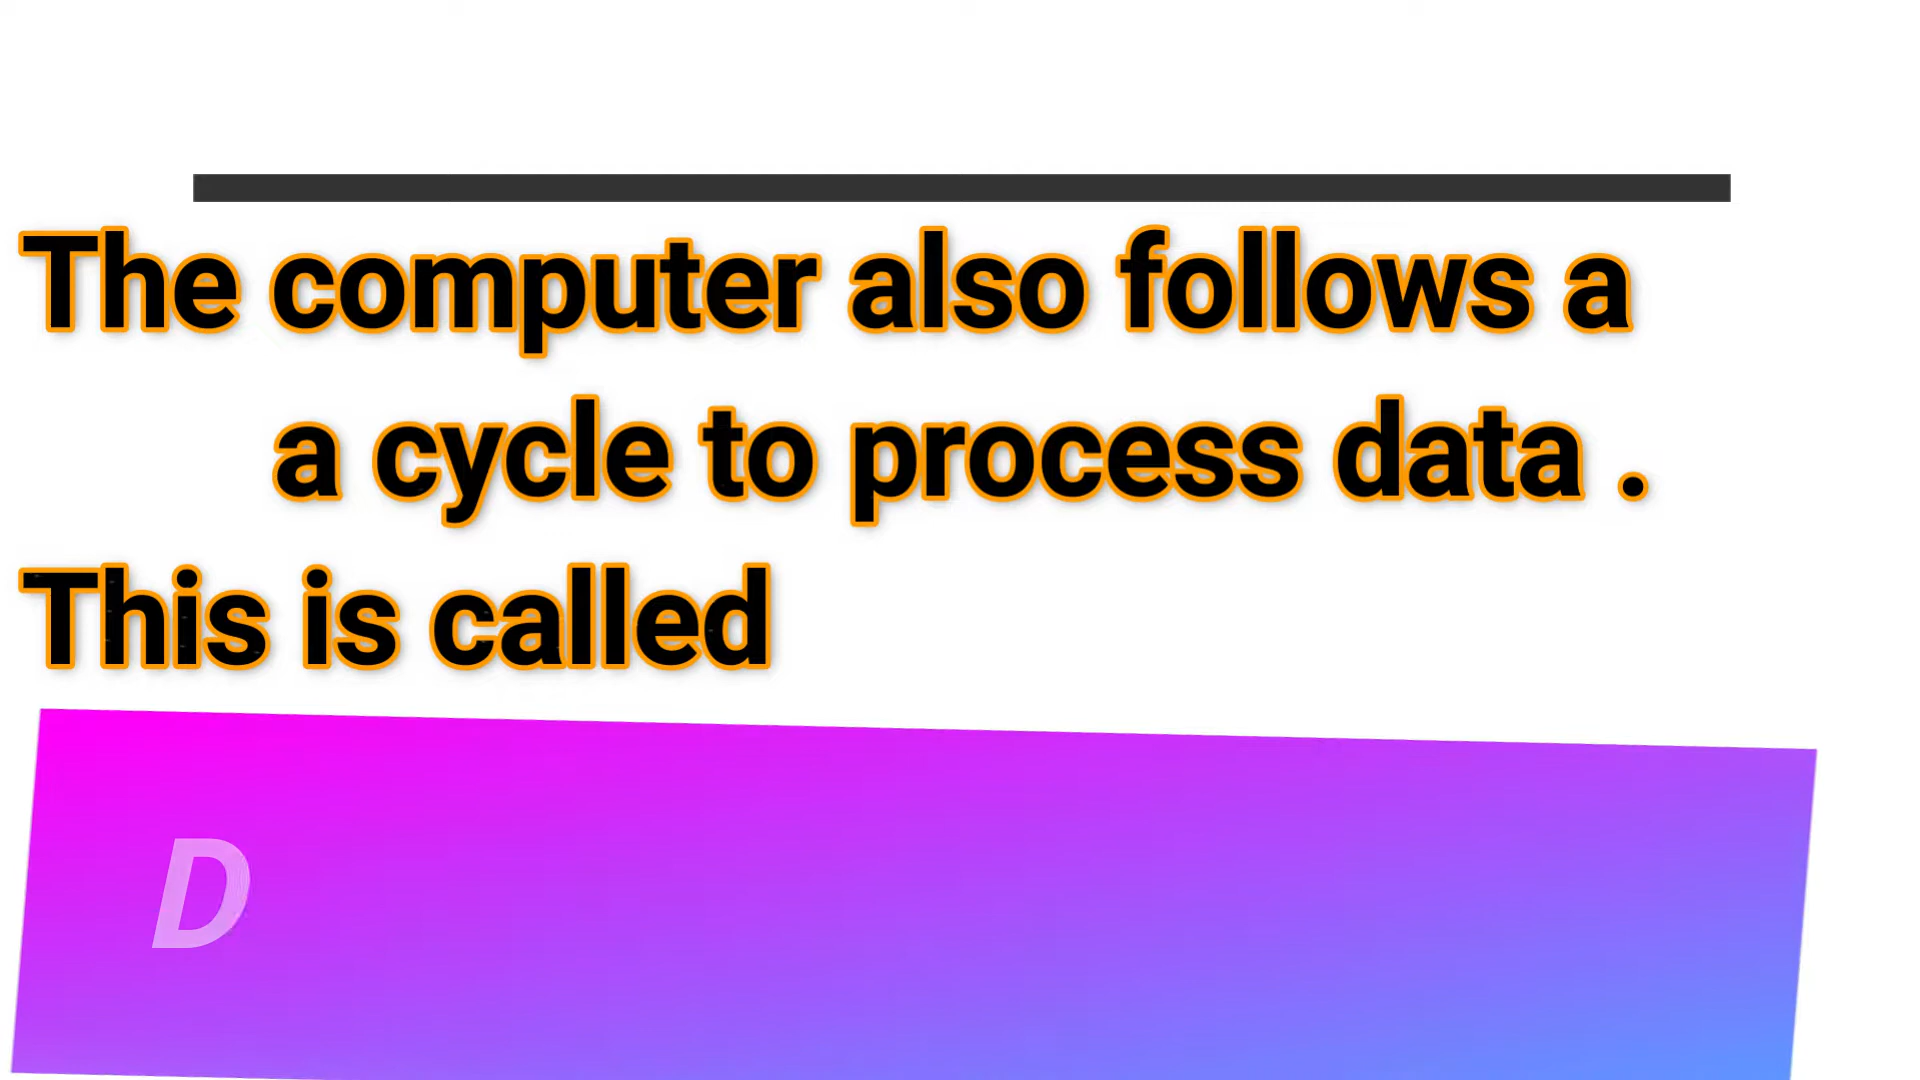 The computer also follows a
a cycle to process data .
This is called
D